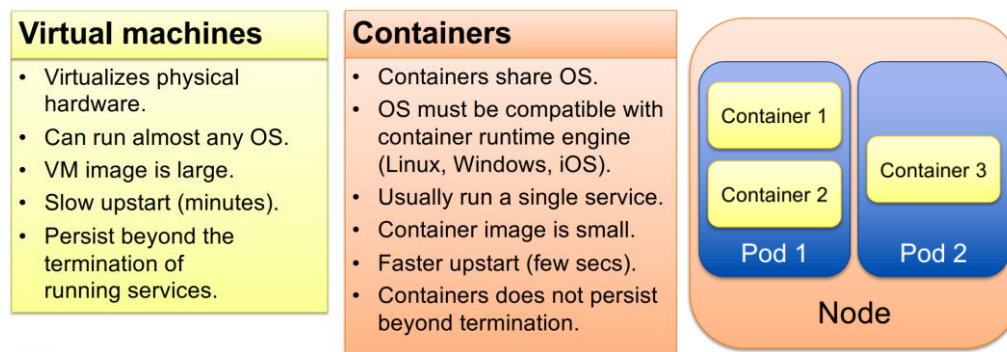 Virtual machines
• Virtualizes physical
hardware.
• Can run almost any OS.
• VM image is large.
• Slow upstart (minutes).
• Persist beyond the
termination of
running services.
Containers
• Containers share OS.
• OS must be compatible with
container runtime engine
(Linux, Windows, iOS).
• Usually run a single service.
• Container image is small.
• Faster upstart (few secs).
• Containers does not persist
beyond termination.
Container 1
Container 2
Pod 1
Container 3
Pod 2
Node